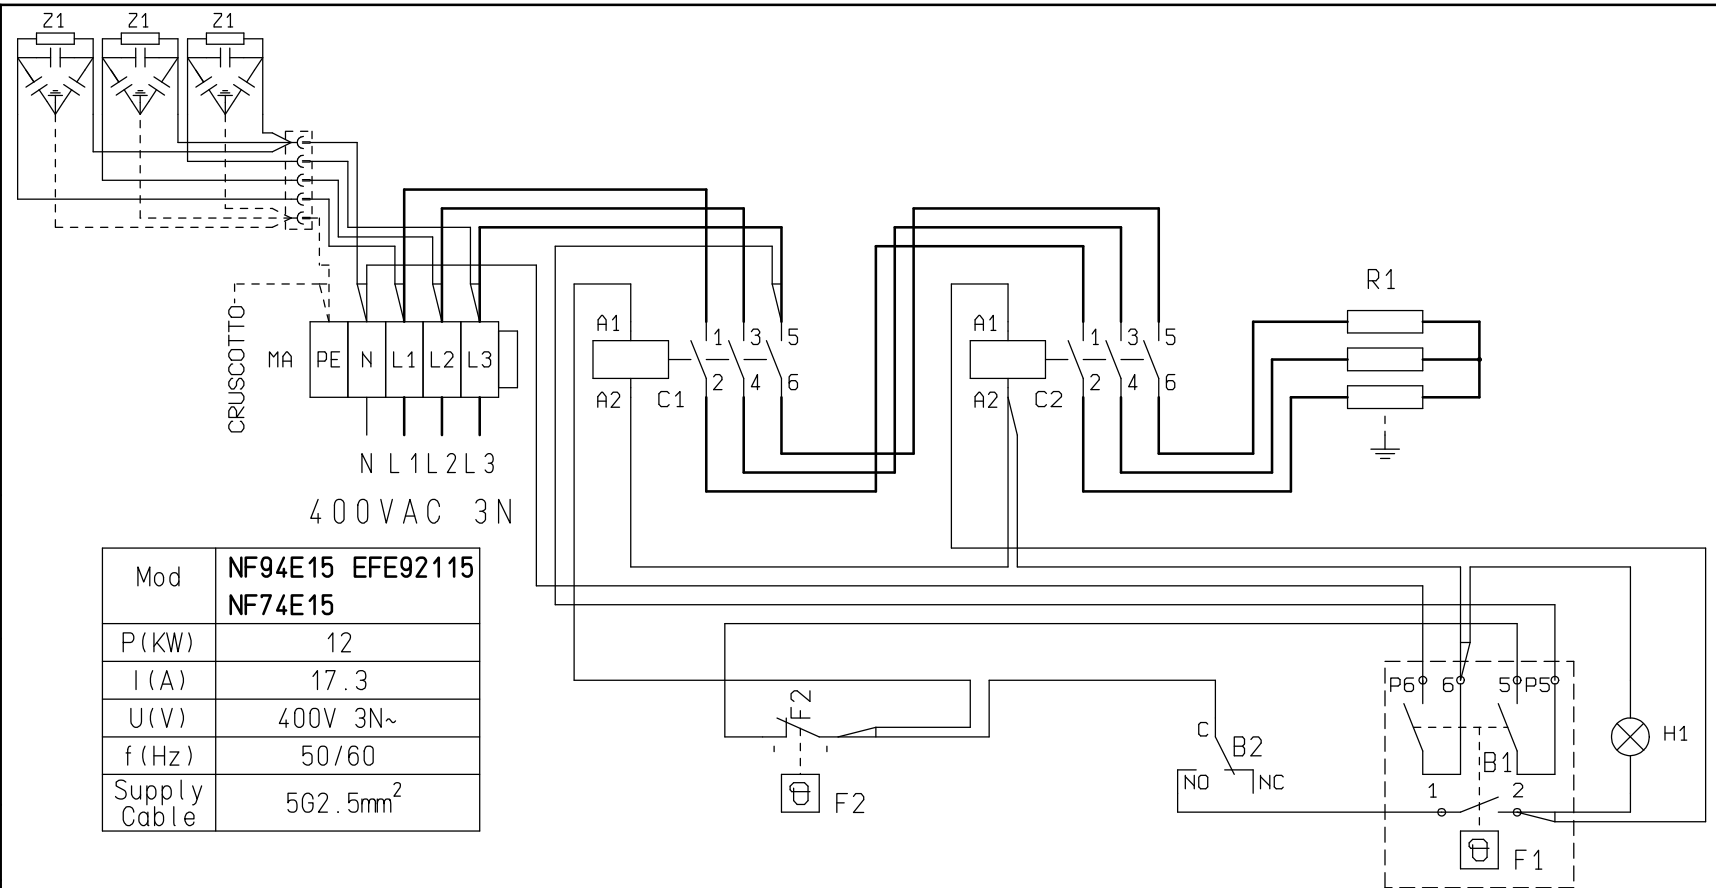 Z1 Z1 Z1
R1
CRUSCOTTO
MA PE N L1 L2 L3
A1 1 3 5
2 4 6
A2 C1
A1 1 3 5
2 4 6
A2 C2
N L1 L2 L3
400VAC 3N
Mod NF94E15 EFE92115
NF74E15
P(KW) 12
I(A) 17.3
U(V) 400V 3N~
f(Hz) 50/60
Supply Cable 5G2.5mm²
F2
F2
C B2
NO NC
P6 6 5 P5
B1
1 2
F1
H1